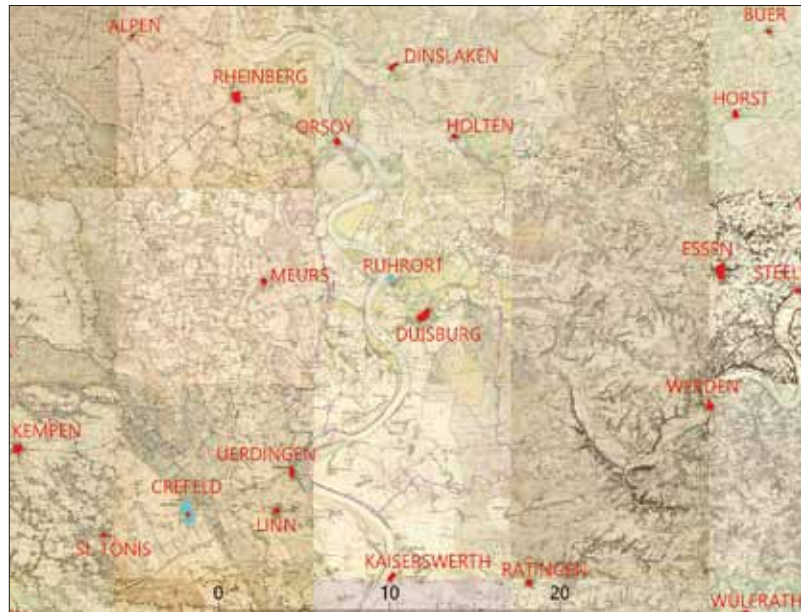 BUER
ALPEN
DINSLAKEN
RHEINBERG
HORST
ORSOY
HOLTEN
ESSEN
RUHRORT
STEEL
MEURS
DUISBURG
WERDEN
KEMPEN
UERDINGEN
CREFELD
LINN
ST. TONIS
KAISERSWERTH
RATINGEN
0 10 20
WULFRATH